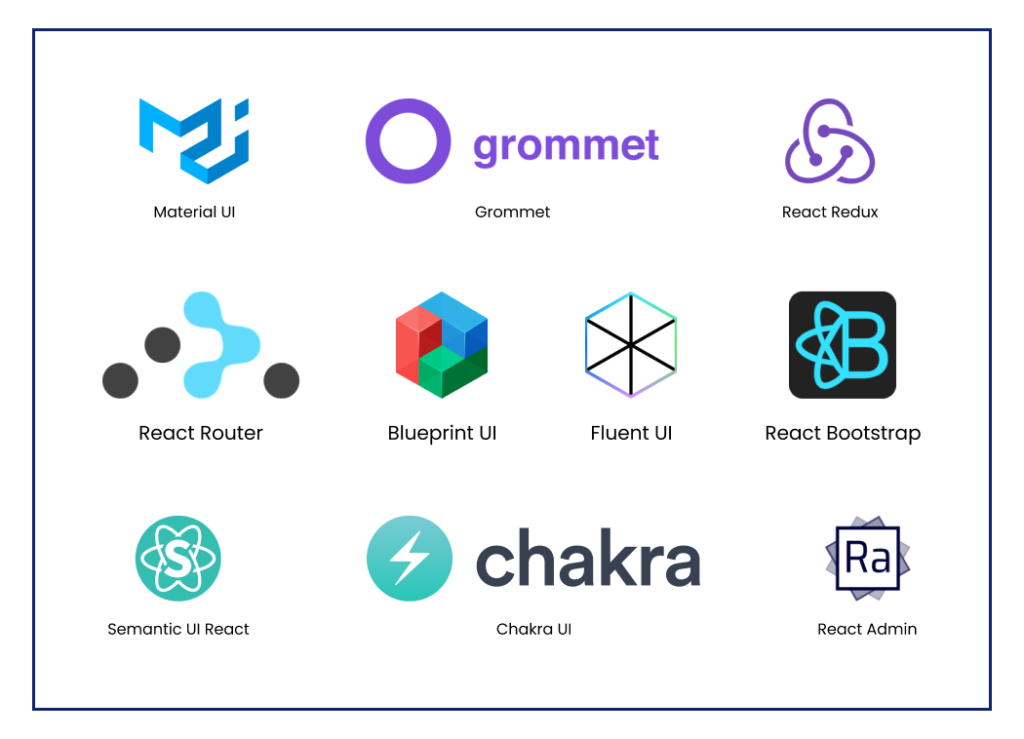 grommet
Material UI
Grommet
React Redux
B
React Router
Blueprint UI
Fluent UI
React Bootstrap
S
chakra
Ra
Semantic UI React
Chakra UI
React Admin